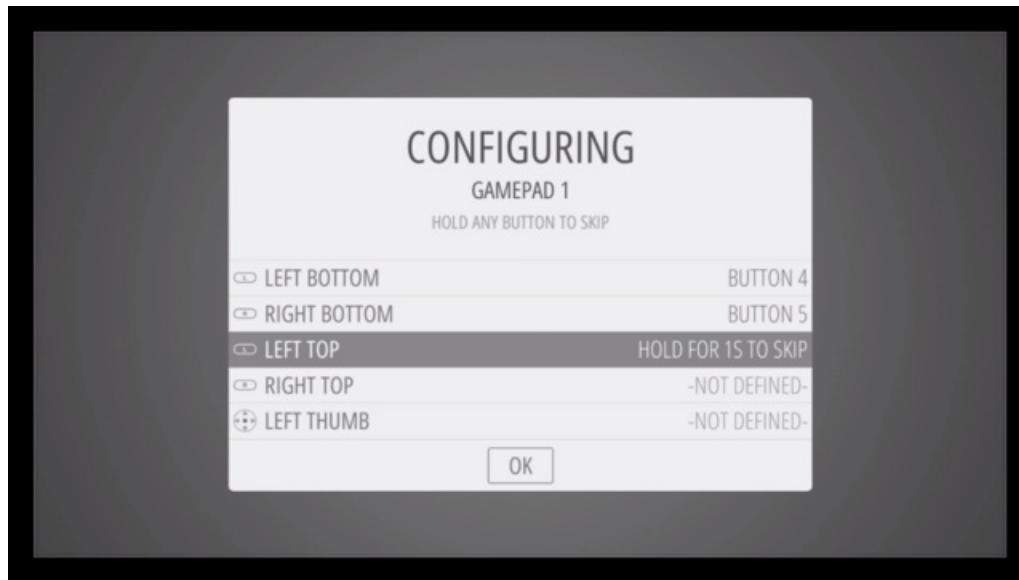 CONFIGURING
GAMEPAD 1
HOLD ANY BUTTON TO SKIP
LEFT BOTTOM BUTTON 4
RIGHT BOTTOM BUTTON 5
LEFT TOP HOLD FOR 1S TO SKIP
RIGHT TOP -NOT DEFINED-
LEFT THUMB -NOT DEFINED-
OK